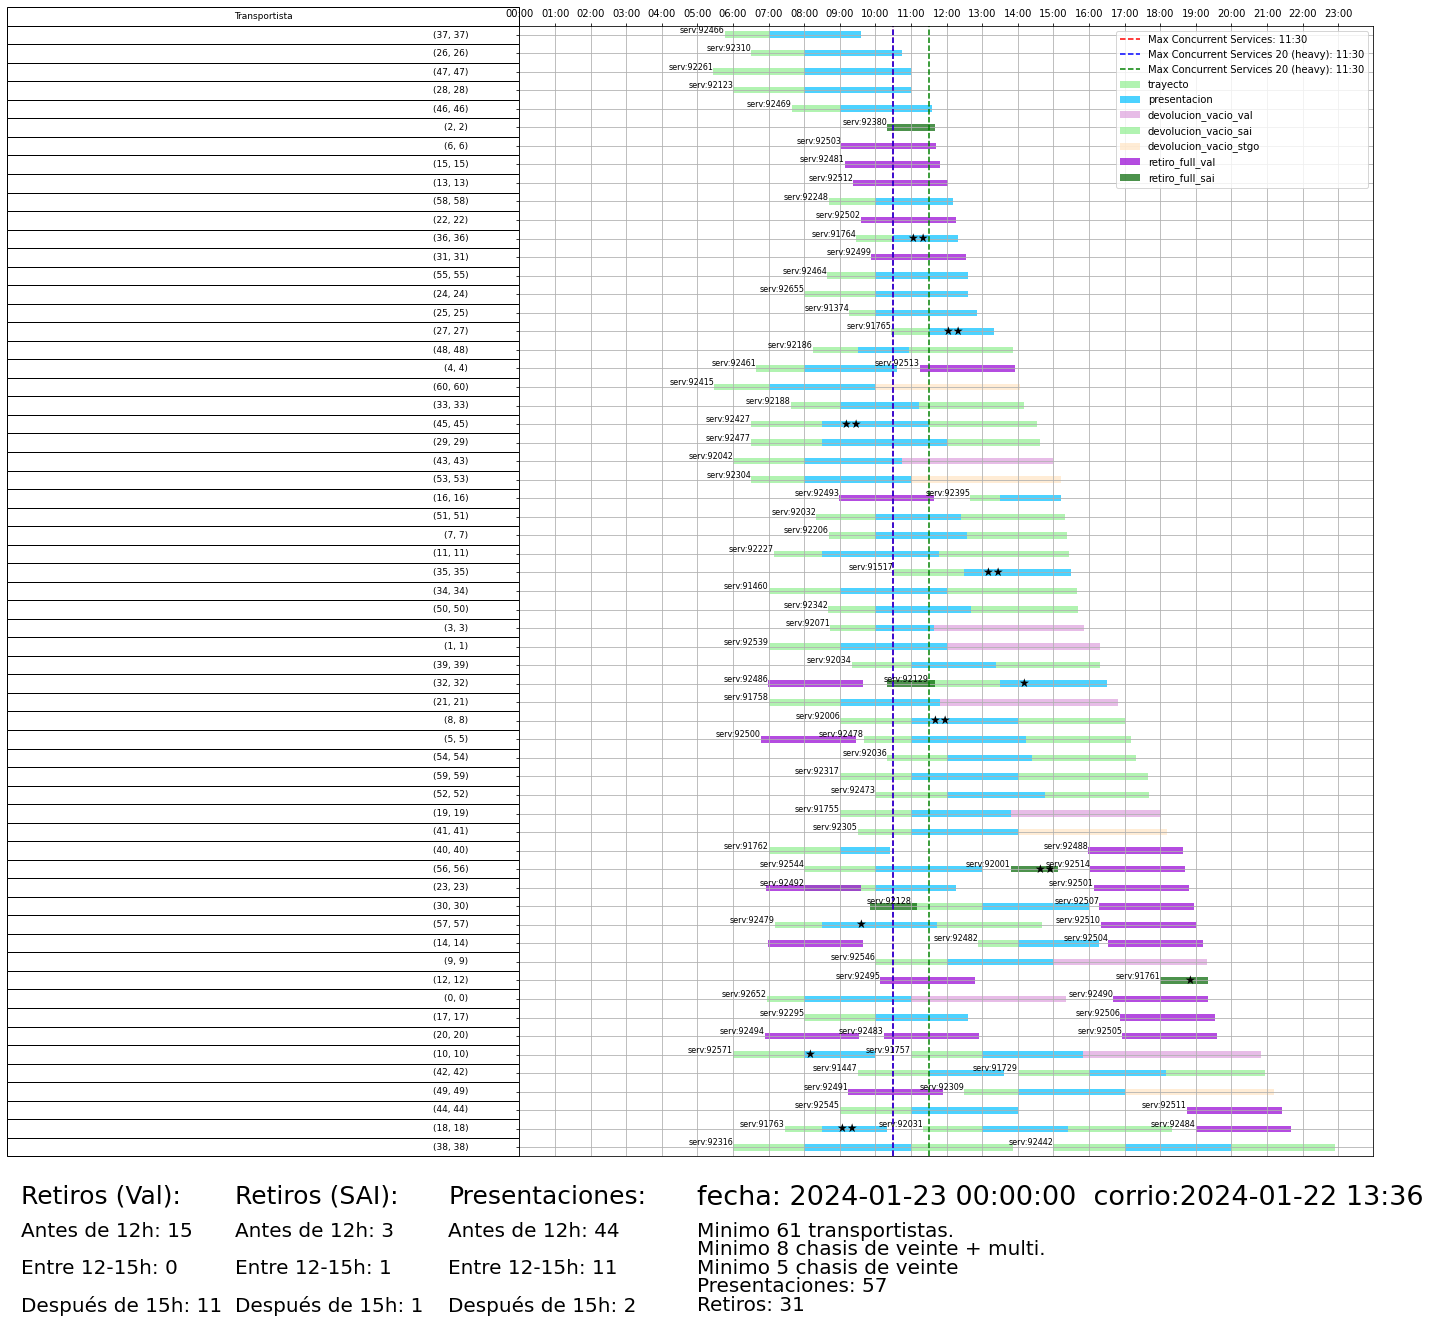 Transportista
00:00 01:00 02:00 03:00 04:00 05:00 06:00 07:00 08:00 09:00 10:00 11:00 12:00 13:00 14:00 15:00 16:00 17:00 18:00 19:00 20:00 21:00 22:00 23:00
Max Concurrent Services: 11:30
Max Concurrent Services 20 (heavy): 11:30
Max Concurrent Services 20 (heavy): 11:30
trayecto
presentacion
devolucion_vacio_val
devolucion_vacio_sai
devolucion_vacio_stgo
retiro_full_val
retiro_full_sai
(37, 37) serv:92466
(26, 26) serv:92310
(47, 47) serv:92261
(28, 28) serv:92123
(46, 46) serv:92469
(2, 2) serv:92380
(6, 6) serv:92503
(15, 15) serv:92481
(13, 13) serv:92512
(58, 58) serv:92248
(22, 22) serv:92502
(36, 36) serv:91764
(31, 31) serv:92499
(55, 55) serv:92464
(24, 24) serv:92655
(25, 25) serv:91374
(27, 27) serv:91765
(48, 48) serv:92186
(4, 4) serv:92461 serv:92513
(60, 60) serv:92415
(33, 33) serv:92188
(45, 45) serv:92427
(29, 29) serv:92477
(43, 43) serv:92042
(53, 53) serv:92304
(16, 16) serv:92493 serv:92395
(51, 51) serv:92032
(7, 7) serv:92206
(11, 11) serv:92227
(35, 35) serv:91517
(34, 34) serv:91460
(50, 50) serv:92342
(3, 3) serv:92071
(1, 1) serv:92539
(39, 39) serv:92034
(32, 32) serv:92486 serv:92129
(21, 21) serv:91758
(8, 8) serv:92006
(5, 5) serv:92500 serv:92478
(54, 54) serv:92036
(59, 59) serv:92317
(52, 52) serv:92473
(19, 19) serv:91755
(41, 41) serv:92305
(40, 40) serv:91762 serv:92488
(56, 56) serv:92544 serv:92001 serv:92514
(23, 23) serv:92492 serv:92501
(30, 30) serv:92128 serv:92507
(57, 57) serv:92479 serv:92510
(14, 14) serv:92482 serv:92504
(9, 9) serv:92546
(12, 12) serv:92495 serv:91761
(0, 0) serv:92652 serv:92490
(17, 17) serv:92295 serv:92506
(20, 20) serv:92494 serv:92483 serv:92505
(10, 10) serv:92571 serv:91757
(42, 42) serv:91447 serv:91729
(49, 49) serv:92491 serv:92309
(44, 44) serv:92545 serv:92511
(18, 18) serv:91763 serv:92031 serv:92484
(38, 38) serv:92316 serv:92442
Retiros (Val):
Antes de 12h: 15
Entre 12-15h: 0
Después de 15h: 11
Retiros (SAI):
Antes de 12h: 3
Entre 12-15h: 1
Después de 15h: 1
Presentaciones:
Antes de 12h: 44
Entre 12-15h: 11
Después de 15h: 2
fecha: 2024-01-23 00:00:00 corrio:2024-01-22 13:36
Minimo 61 transportistas.
Minimo 8 chasis de veinte + multi.
Minimo 5 chasis de veinte
Presentaciones: 57
Retiros: 31